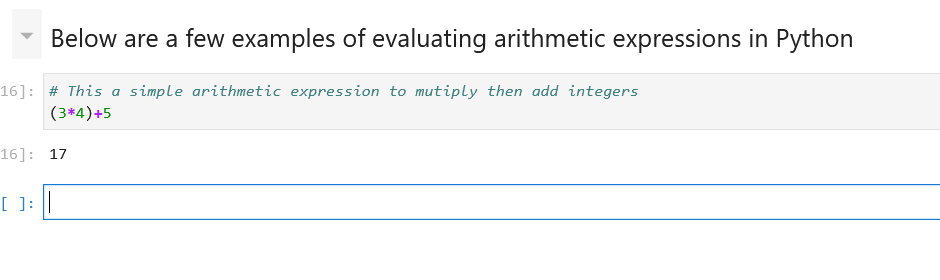 Below are a few examples of evaluating arithmetic expressions in Python
16]: # This a simple arithmetic expression to mutiply then add integers
(3*4)+5
16]: 17
[ ]: